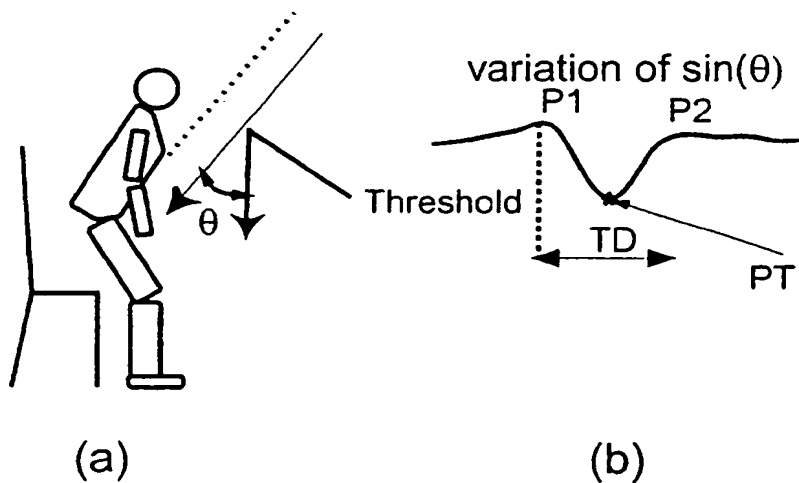 variation of sin(θ)
P1
P2
θ
Threshold
TD
PT
(a)
(b)